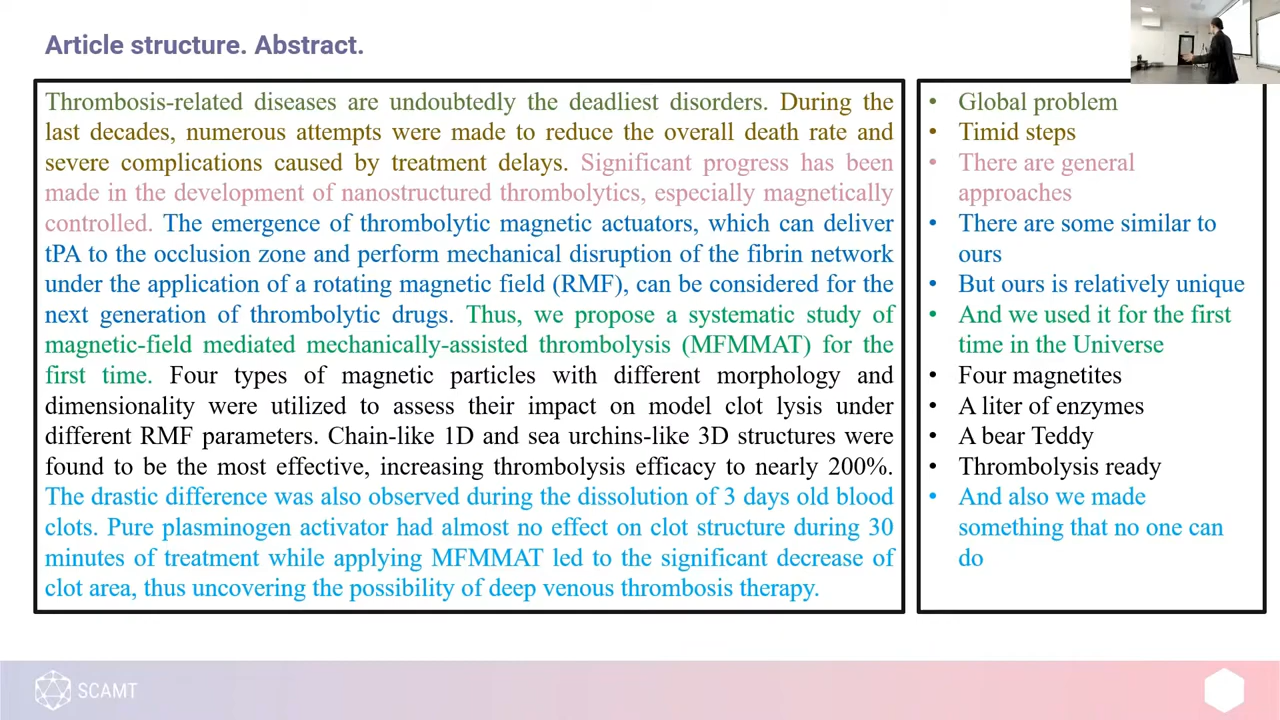 Article structure. Abstract.
Thrombosis-related diseases are undoubtedly the deadliest disorders. During the
last decades, numerous attempts were made to reduce the overall death rate and
severe complications caused by treatment delays. Significant progress has been
made in the development of nanostructured thrombolytics, especially magnetically
controlled. The emergence of thrombolytic magnetic actuators, which can deliver
tPA to the occlusion zone and perform mechanical disruption of the fibrin network
under the application of a rotating magnetic field (RMF), can be considered for the
next generation of thrombolytic drugs. Thus, we propose a systematic study of
magnetic-field mediated mechanically-assisted thrombolysis (MFMMAT) for the
first time. Four types of magnetic particles with different morphology and
dimensionality were utilized to assess their impact on model clot lysis under
different RMF parameters. Chain-like 1D and sea urchins-like 3D structures were
found to be the most effective, increasing thrombolysis efficacy to nearly 200%.
The drastic difference was also observed during the dissolution of 3 days old blood
clots. Pure plasminogen activator had almost no effect on clot structure during 30
minutes of treatment while applying MFMMAT led to the significant decrease of
clot area, thus uncovering the possibility of deep venous thrombosis therapy.
• Global problem
• Timid steps
• There are general
approaches
• There are some similar to
ours
• But ours is relatively unique
• And we used it for the first
time in the Universe
• Four magnetites
• A liter of enzymes
• A bear Teddy
• Thrombolysis ready
• And also we made
something that no one can
do
SCAMT